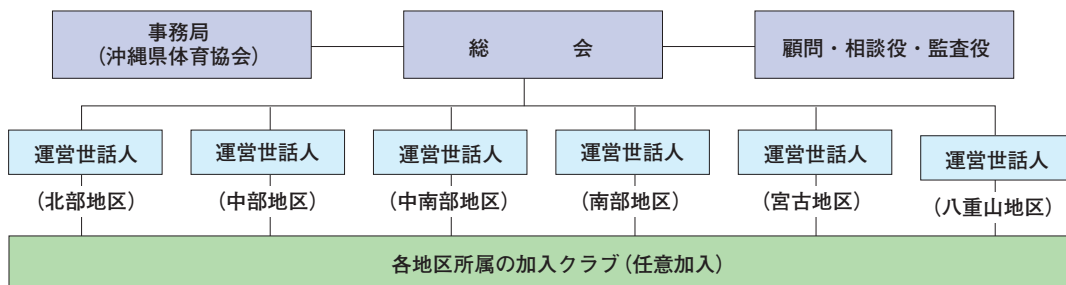 事務局
(沖縄県体育協会)
総　　　会
顧問・相談役・監査役
運営世話人
(北部地区)
運営世話人
(中部地区)
運営世話人
(中南部地区)
運営世話人
(南部地区)
運営世話人
(宮古地区)
運営世話人
(八重山地区)
各地区所属の加入クラブ(任意加入)